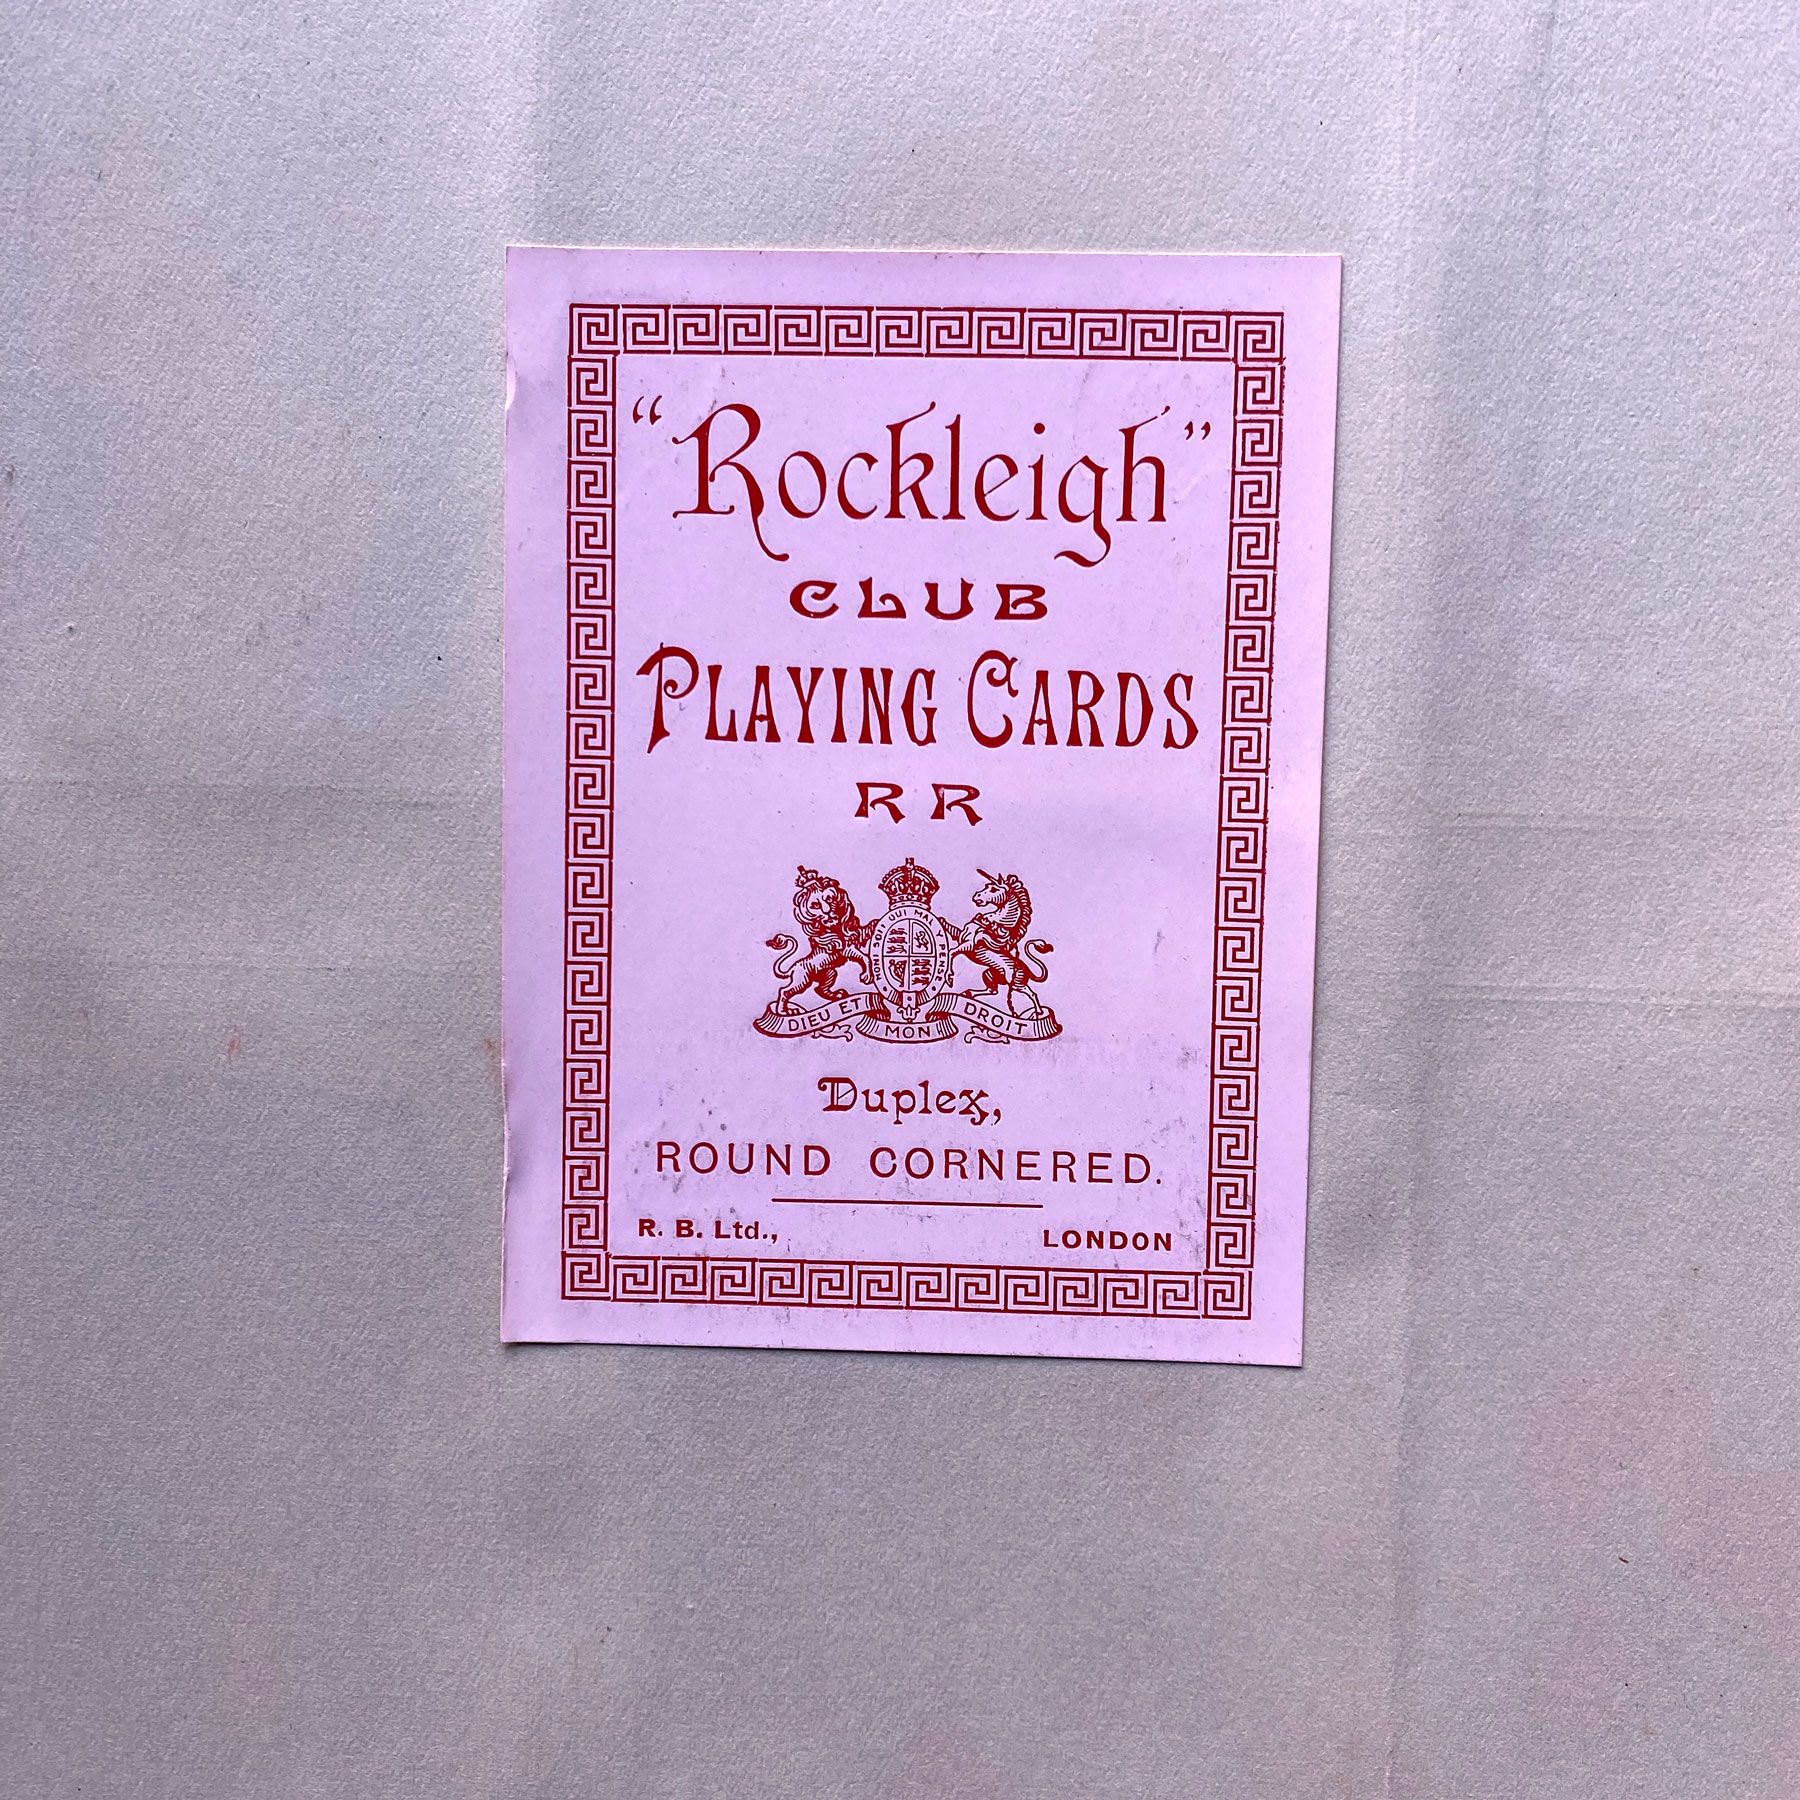 “Rockleigh”
CLUB
PLAYING CARDS
RR
HONI SOIT QUI MAL Y PENSE
DIEU ET MON DROIT
Duplex,
ROUND CORNERED.
R. B. Ltd., LONDON